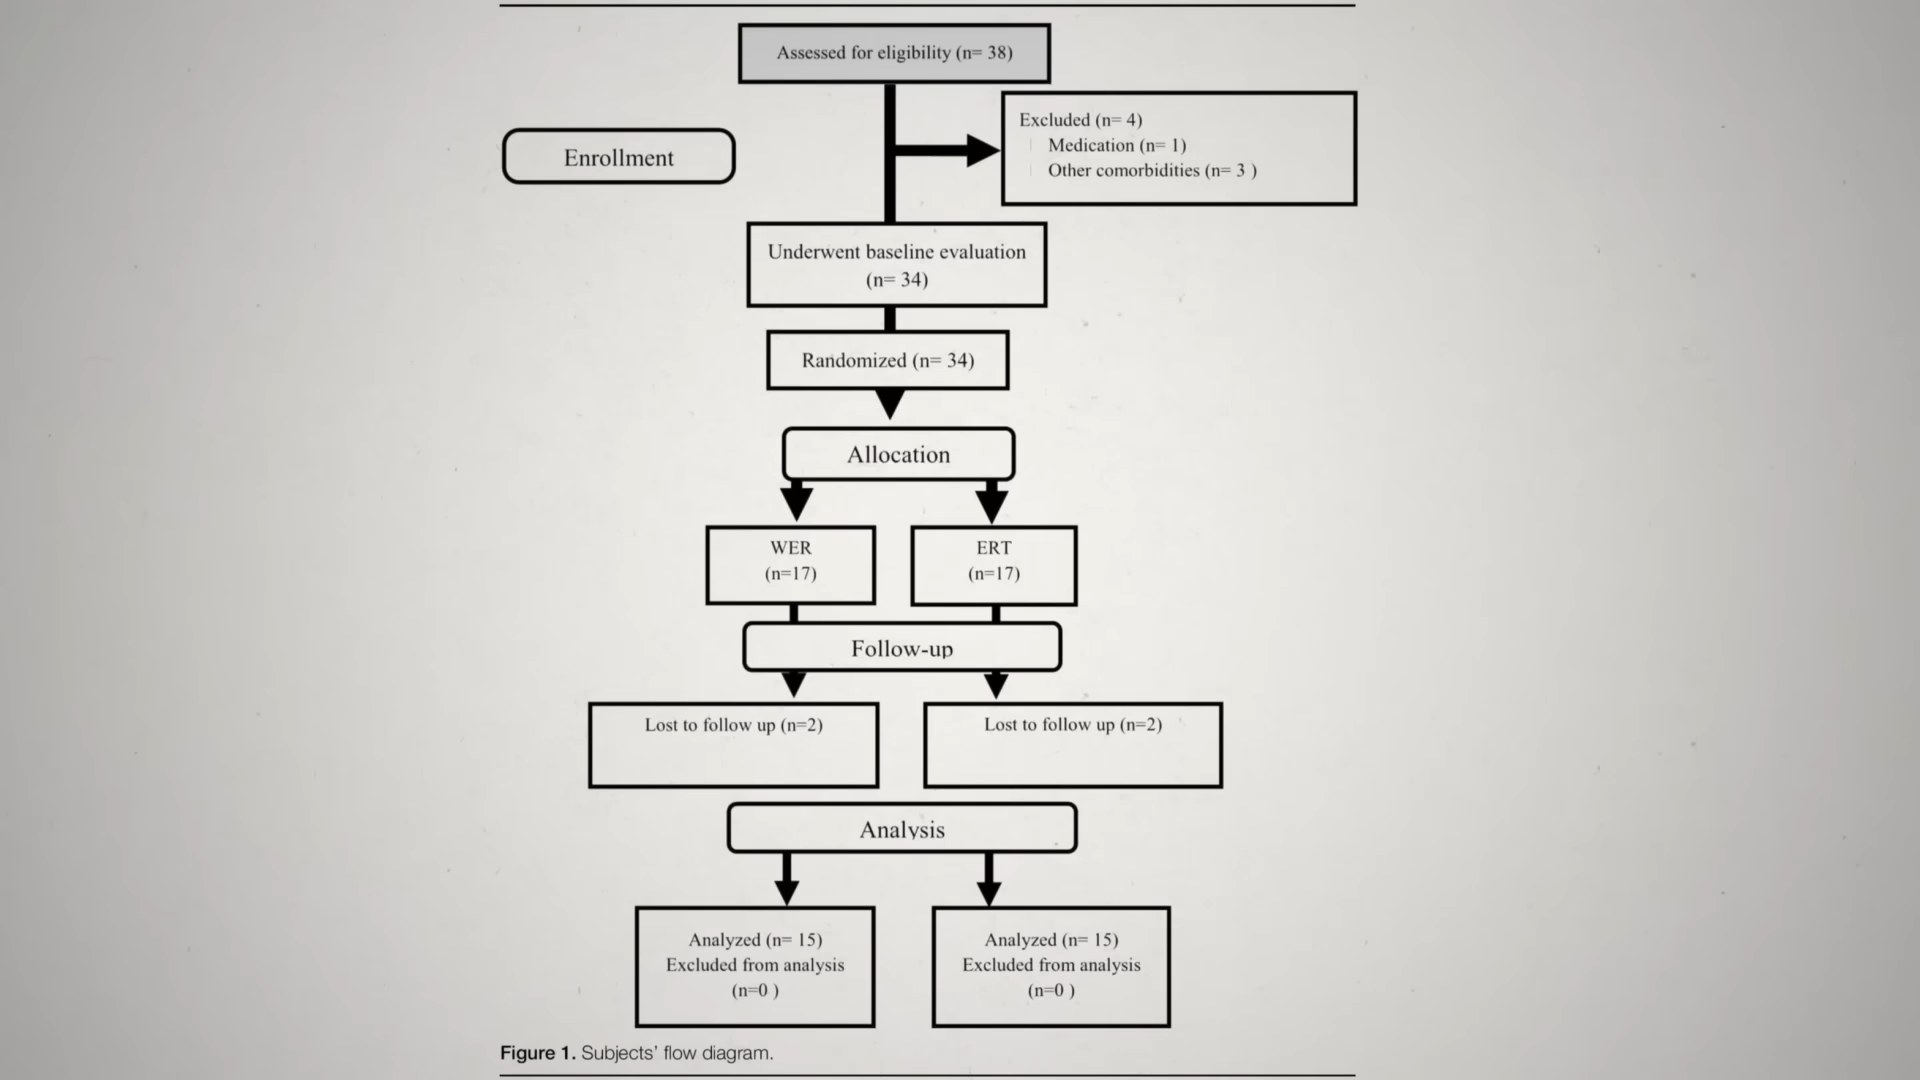 Assessed for eligibility (n= 38)
Excluded (n= 4)
Medication (n= 1)
Other comorbidities (n= 3 )
Enrollment
Underwent baseline evaluation
(n= 34)
Randomized (n= 34)
Allocation
WER
(n=17)
ERT
(n=17)
Follow-up
Lost to follow up (n=2)
Lost to follow up (n=2)
Analysis
Analyzed (n= 15)
Excluded from analysis
(n=0 )
Analyzed (n= 15)
Excluded from analysis
(n=0 )
Figure 1. Subjects' flow diagram.